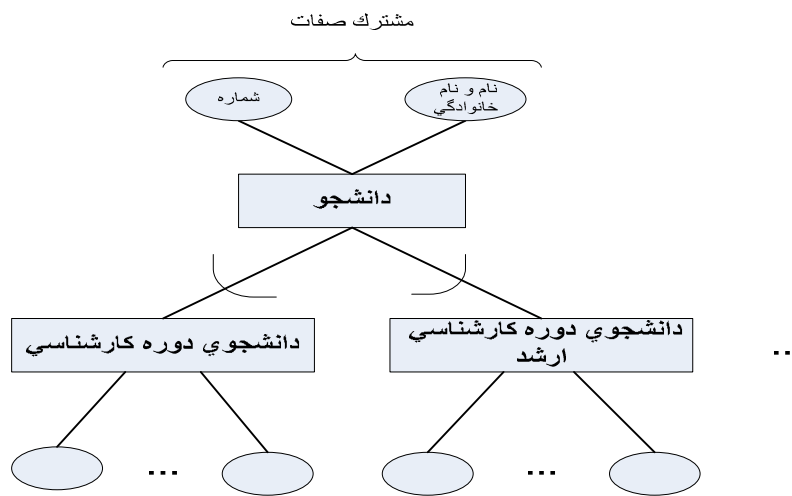 مشترك صفات
شماره
نام و نام
خانوادگي
دانشجو
دانشجوي دوره كارشناسي
ارشد
دانشجوي دوره كارشناسي
...
...
..